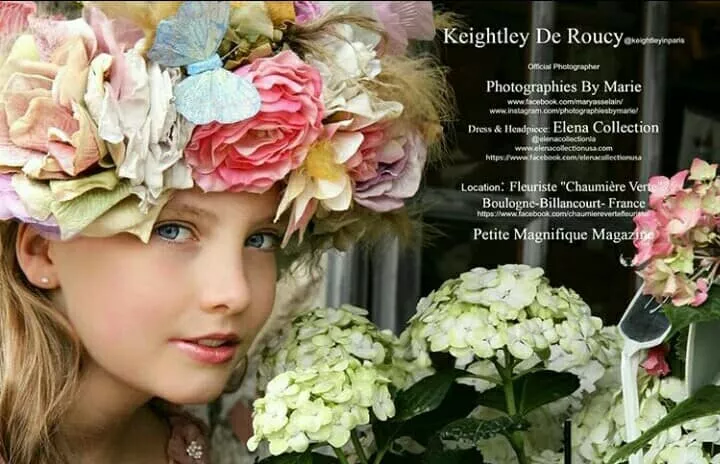 Keightley De Roucy @keightleyinparis
Official Photographer
Photographies By Marie
www.facebook.com/maryasselain/
www.instagram.com/photographiesbymarie/
Dress & Headpiece: Elena Collection
@elenacollectionla
www.elenacollectionusa.com
https://www.facebook.com/elenacollectionusa
Location: Fleuriste "Chaumière Verte"
Boulogne-Billancourt- France
https://www.facebook.com/chaumierevertefleuriste/
Petite Magnifique Magazine